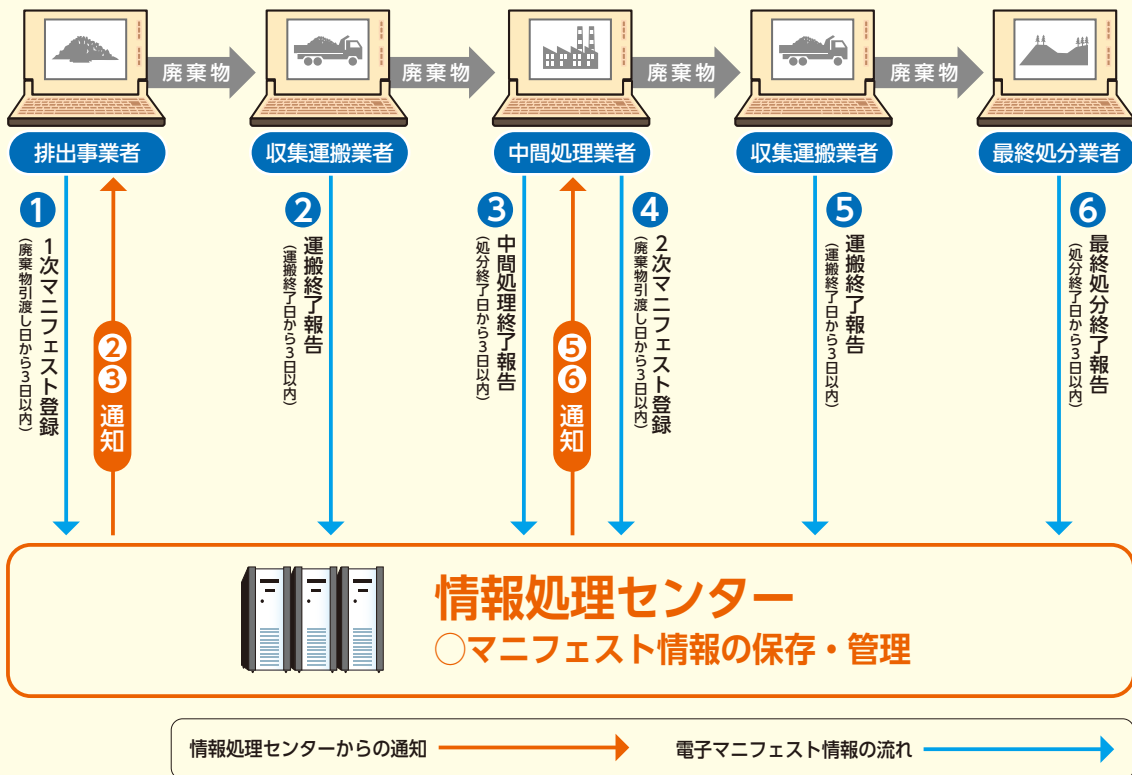 廃棄物
廃棄物
廃棄物
廃棄物
排出事業者
収集運搬業者
中間処理業者
収集運搬業者
最終処分業者
1
1次マニフェスト登録
(廃棄物引渡し日から3日以内)
2 3 通知
2
運搬終了報告
(運搬終了日から3日以内)
3
中間処理終了報告
(処分終了日から3日以内)
5 6 通知
4
2次マニフェスト登録
(廃棄物引渡し日から3日以内)
5
運搬終了報告
(運搬終了日から3日以内)
6
最終処分終了報告
(処分終了日から3日以内)
情報処理センター
○マニフェスト情報の保存・管理
情報処理センターからの通知
電子マニフェスト情報の流れ